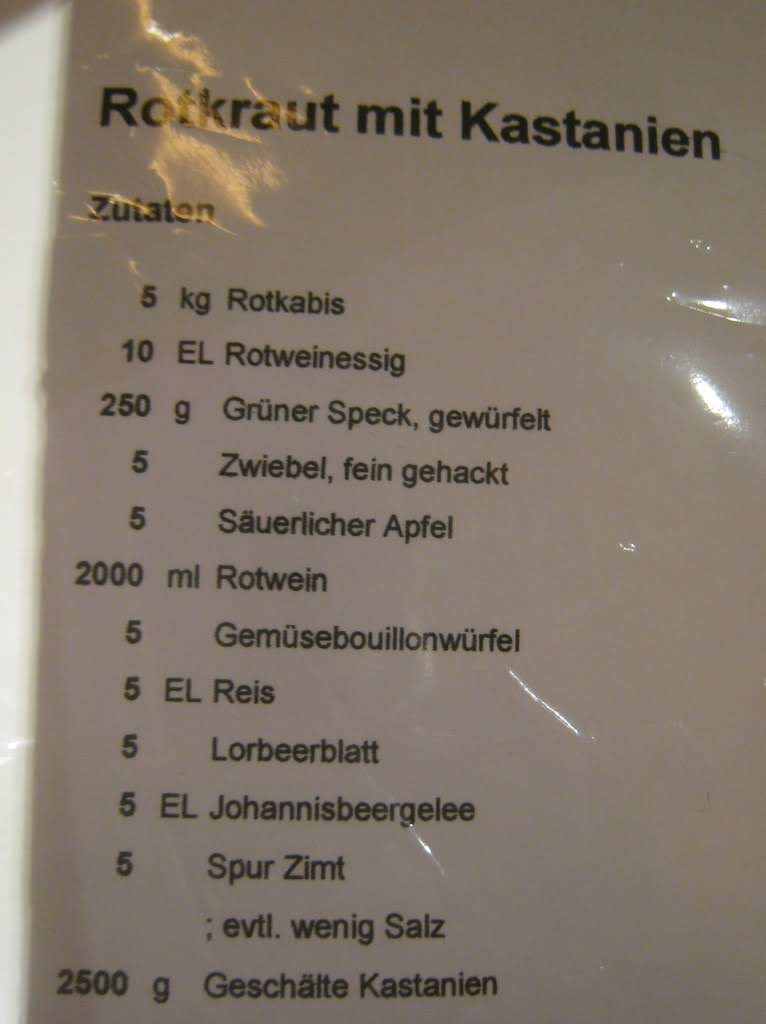 Rotkraut mit Kastanien
Zutaten
5 kg Rotkabis
10 EL Rotweinessig
250 g Grüner Speck, gewürfelt
5 Zwiebel, fein gehackt
5 Säuerlicher Apfel
2000 ml Rotwein
5 Gemüsebouillonwürfel
5 EL Reis
5 Lorbeerblatt
5 EL Johannisbeergelee
5 Spur Zimt
; evtl. wenig Salz
2500 g Geschälte Kastanien